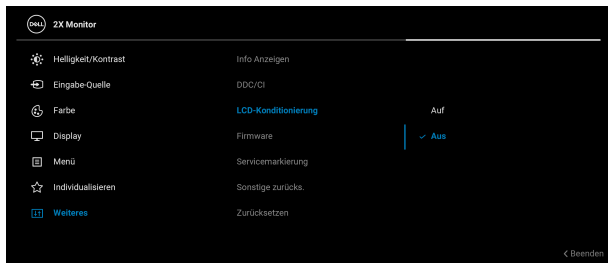 DELL 2X Monitor
Helligkeit/Kontrast Info Anzeigen
Eingabe-Quelle DDC/CI
Farbe LCD-Konditionierung Auf
Display Firmware Aus
Menü Servicemarkierung
Individualisieren Sonstige zurücks.
Weiteres Zurücksetzen
Beenden